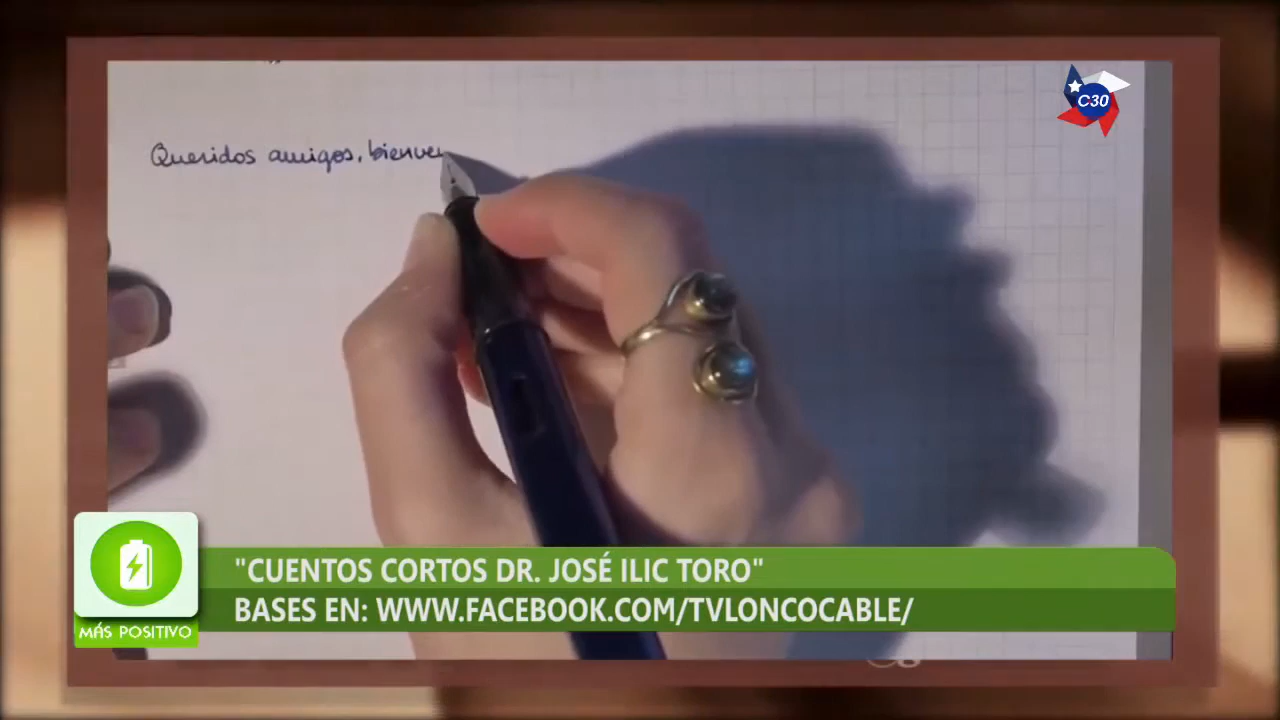 C30
Queridos amigos, bienve
"CUENTOS CORTOS DR. JOSÉ ILIC TORO"
BASES EN: WWW.FACEBOOK.COM/TVLONCOCABLE/
MÁS POSITIVO